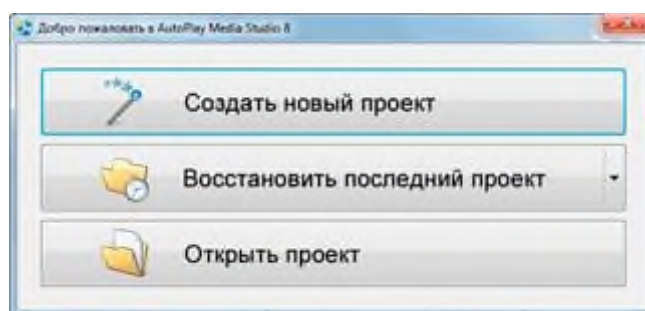 Добро пожаловать в AutoPlay Media Studio 8
Создать новый проект
Восстановить последний проект
Открыть проект